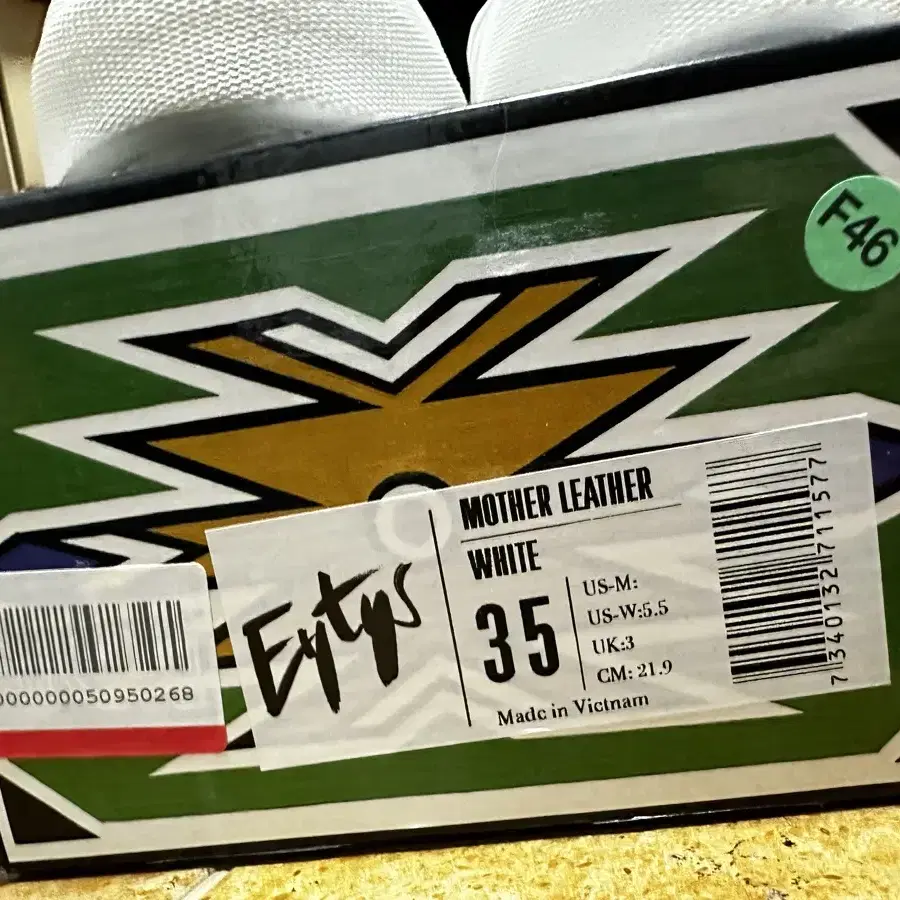 F46
MOTHER LEATHER
WHITE
Eytys
35
US-M:
US-W:5.5
UK:3
CM: 21.9
Made in Vietnam
7340132711577
000000050950268